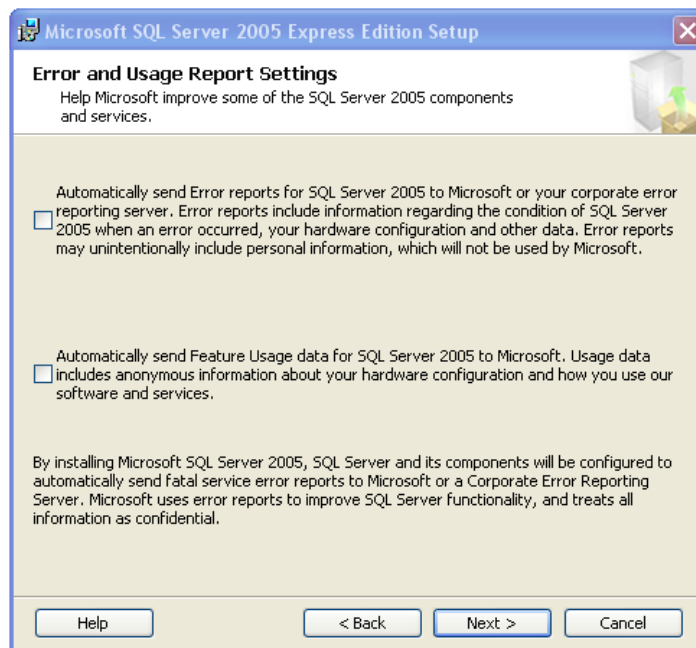 Microsoft SQL Server 2005 Express Edition Setup
Error and Usage Report Settings
Help Microsoft improve some of the SQL Server 2005 components
and services.
Automatically send Error reports for SQL Server 2005 to Microsoft or your corporate error
reporting server. Error reports include information regarding the condition of SQL Server
2005 when an error occurred, your hardware configuration and other data. Error reports
may unintentionally include personal information, which will not be used by Microsoft.
Automatically send Feature Usage data for SQL Server 2005 to Microsoft. Usage data
includes anonymous information about your hardware configuration and how you use our
software and services.
By installing Microsoft SQL Server 2005, SQL Server and its components will be configured to
automatically send fatal service error reports to Microsoft or a Corporate Error Reporting
Server. Microsoft uses error reports to improve SQL Server functionality, and treats all
information as confidential.
Help
< Back
Next >
Cancel